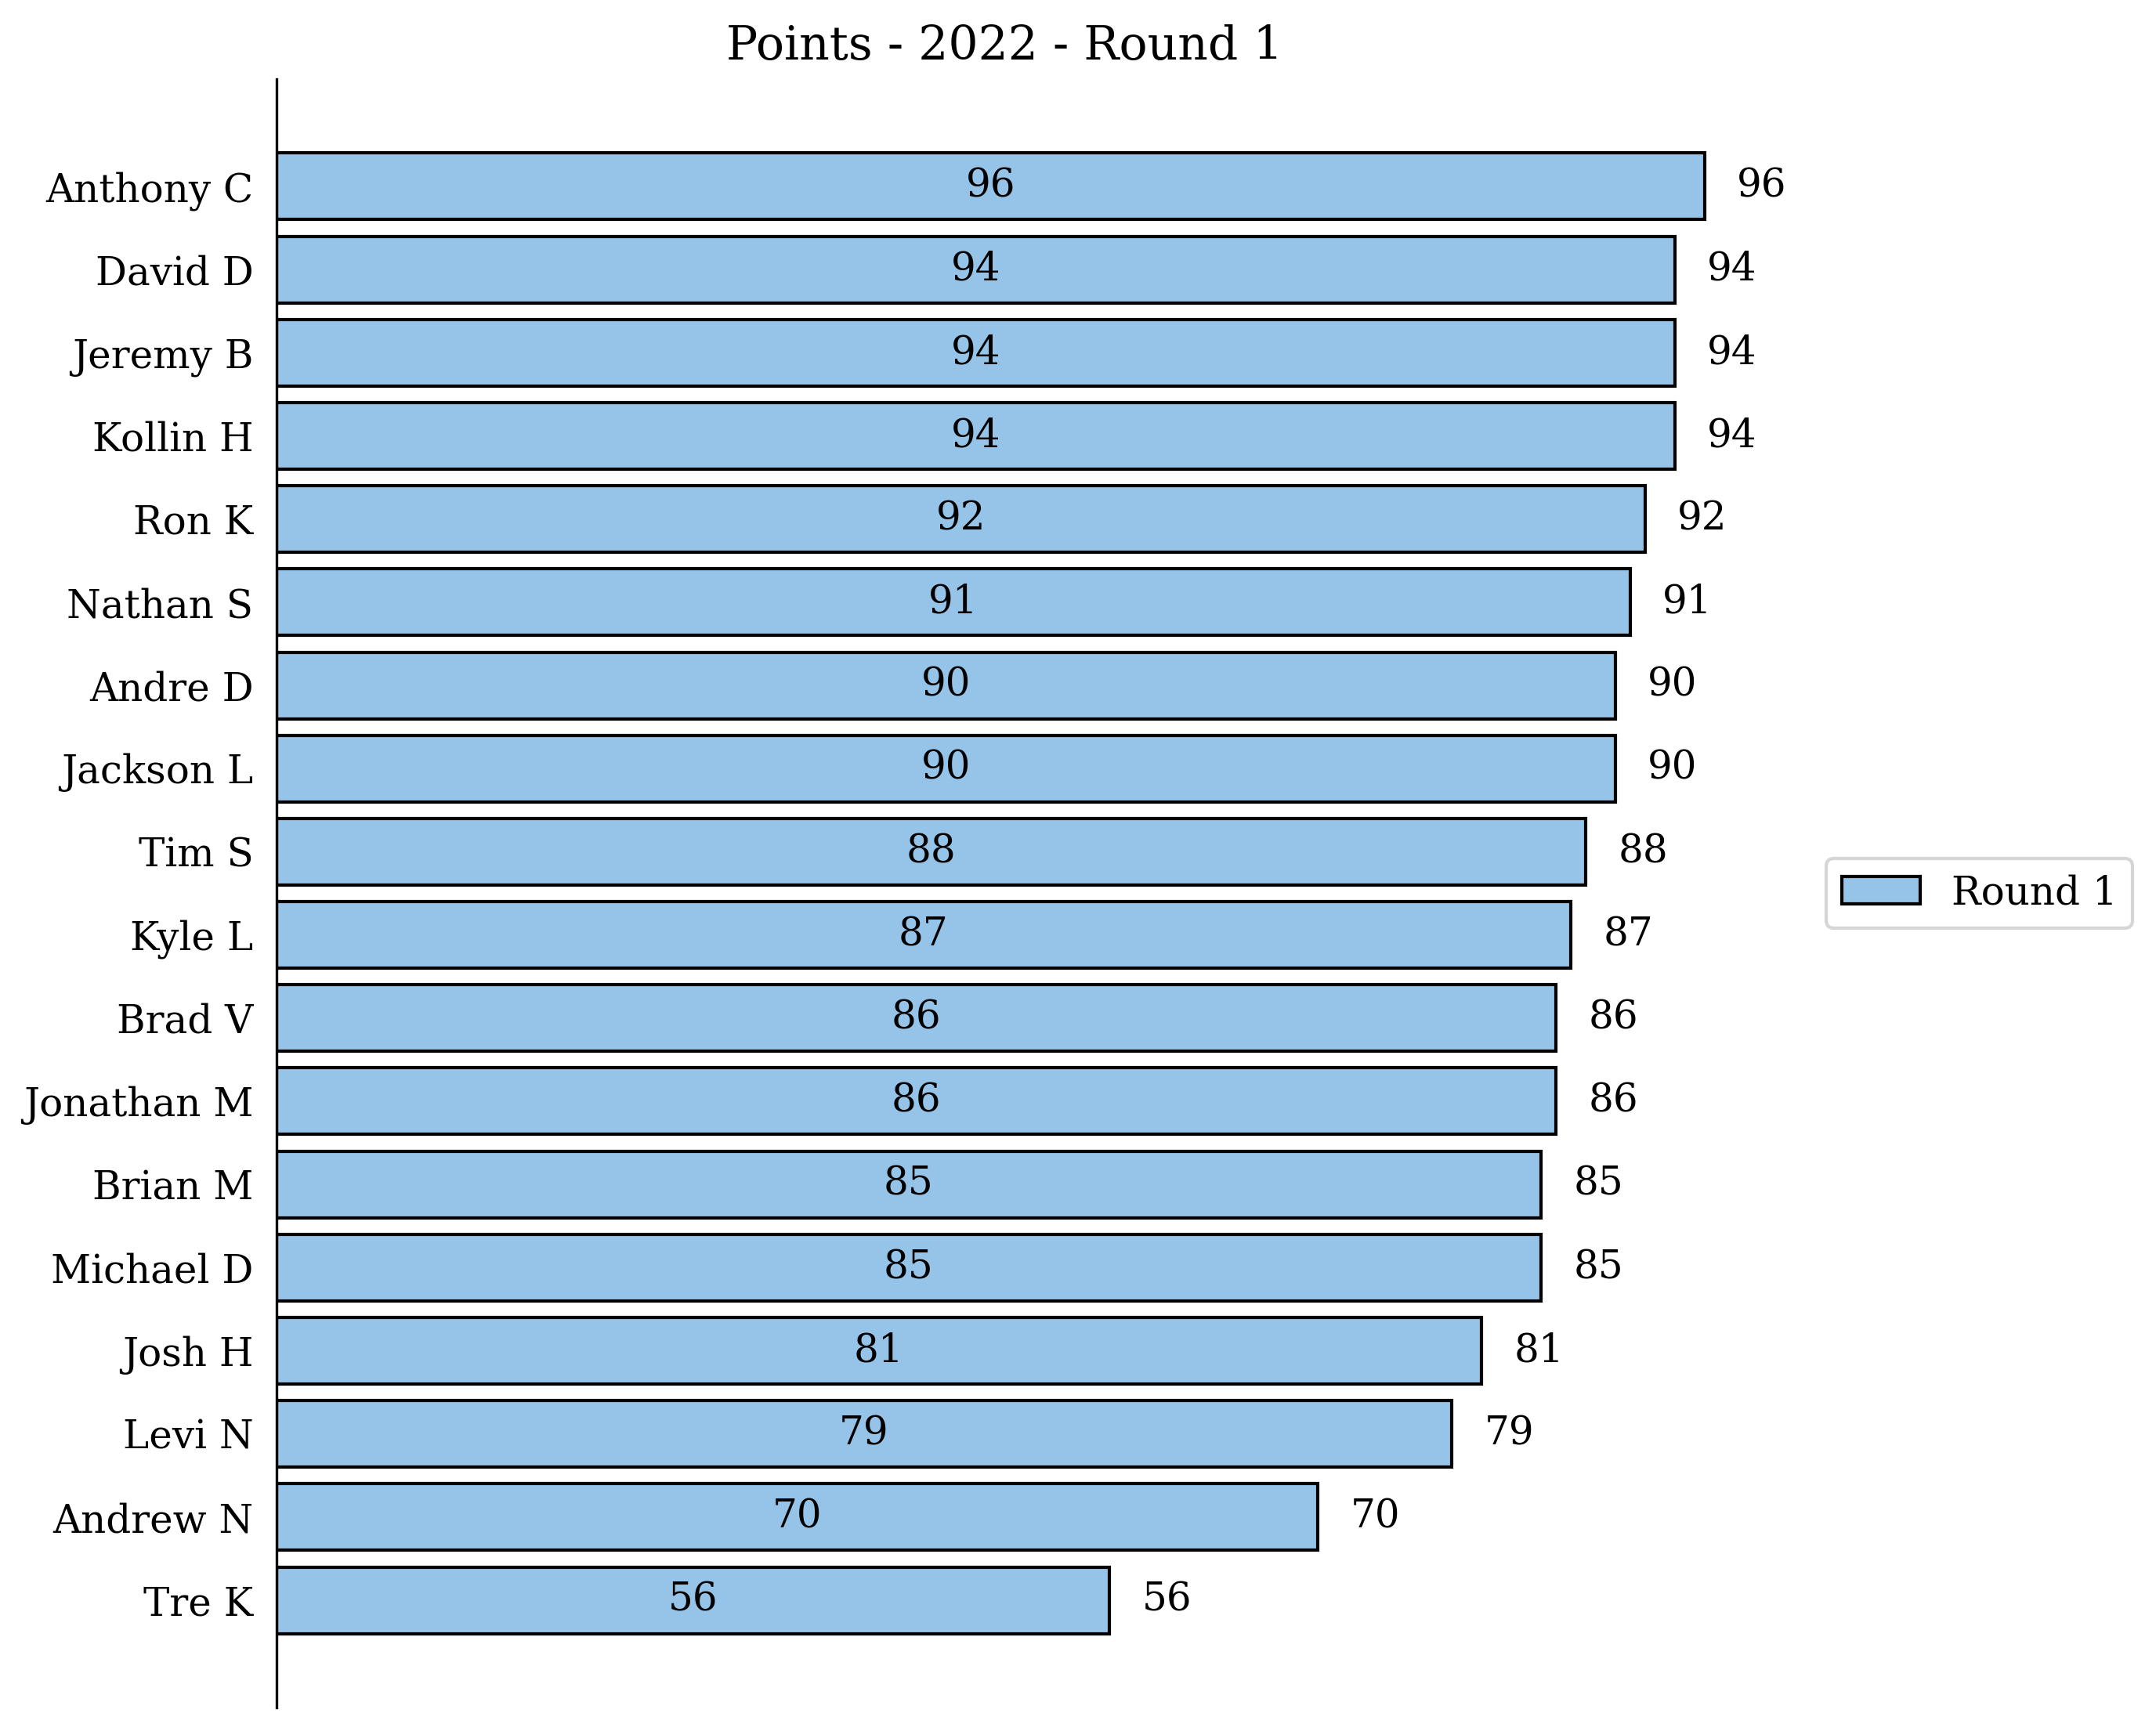 Points - 2022 - Round 1
Anthony C 96 96
David D 94 94
Jeremy B 94 94
Kollin H 94 94
Ron K 92 92
Nathan S 91 91
Andre D 90 90
Jackson L 90 90
Tim S 88 88
Kyle L 87 87
Brad V 86 86
Jonathan M 86 86
Brian M 85 85
Michael D 85 85
Josh H 81 81
Levi N 79 79
Andrew N 70 70
Tre K 56 56
Round 1